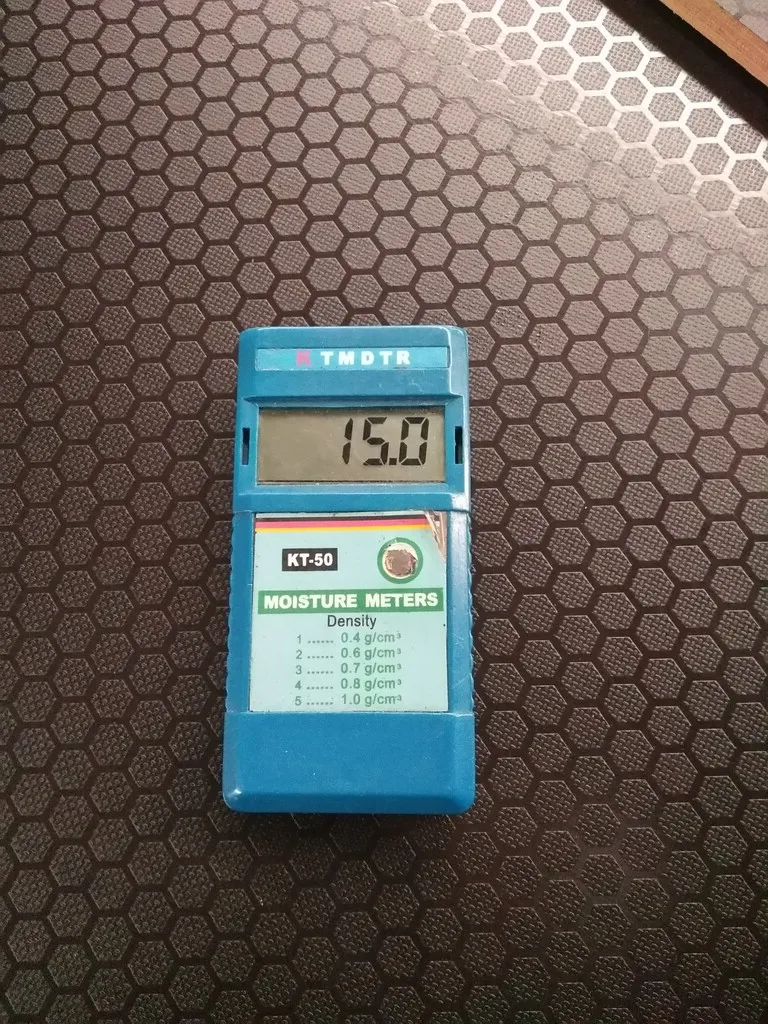 K TMDTR
15.0
KT-50
MOISTURE METERS
Density
1 ...... 0.4 g/cm³
2 ...... 0.6 g/cm³
3 ...... 0.7 g/cm³
4 ...... 0.8 g/cm³
5 ...... 1.0 g/cm³